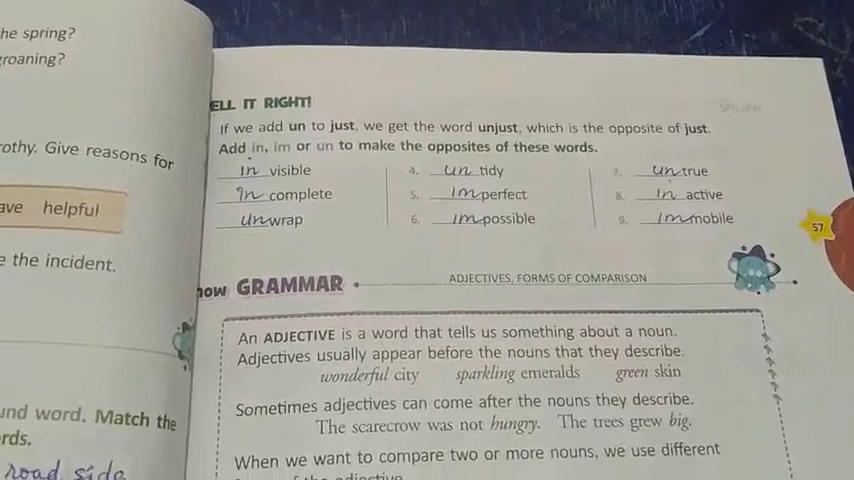 he spring?
roaning?
othy. Give reasons for
ave helpful
e the incident.
und word. Match the
rds.
road side
ELL IT RIGHT!
If we add un to just, we get the word unjust, which is the opposite of just.
Add in, im or un to make the opposites of these words.
in visible 4. un tidy 7. un true
in complete 5. im perfect 8. in active
un wrap 6. im possible 9. im mobile
57
now GRAMMAR ADJECTIVES, FORMS OF COMPARISON
An ADJECTIVE is a word that tells us something about a noun.
Adjectives usually appear before the nouns that they describe.
wonderful city sparkling emeralds green skin
Sometimes adjectives can come after the nouns they describe.
The scarecrow was not hungry. The trees grew big.
When we want to compare two or more nouns, we use different